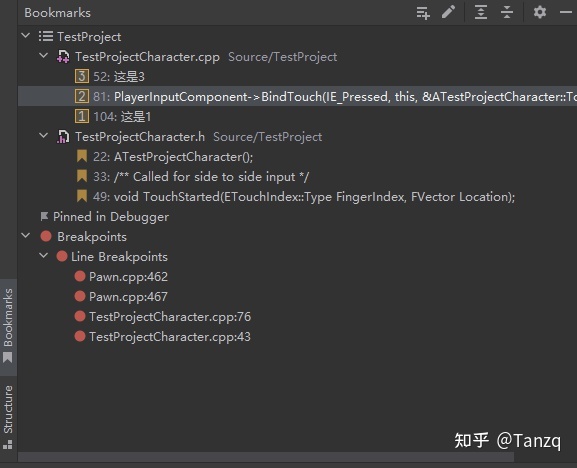 Bookmarks
TestProject
TestProjectCharacter.cpp Source/TestProject
3 52: 这是3
2 81: PlayerInputComponent->BindTouch(IE_Pressed, this, &ATestProjectCharacter::To
1 104: 这是1
TestProjectCharacter.h Source/TestProject
22: ATestProjectCharacter();
33: /** Called for side to side input */
49: void TouchStarted(ETouchIndex::Type FingerIndex, FVector Location);
Pinned in Debugger
Breakpoints
Line Breakpoints
Pawn.cpp:462
Pawn.cpp:467
TestProjectCharacter.cpp:76
TestProjectCharacter.cpp:43
Bookmarks
Structure
知乎 @Tanzq